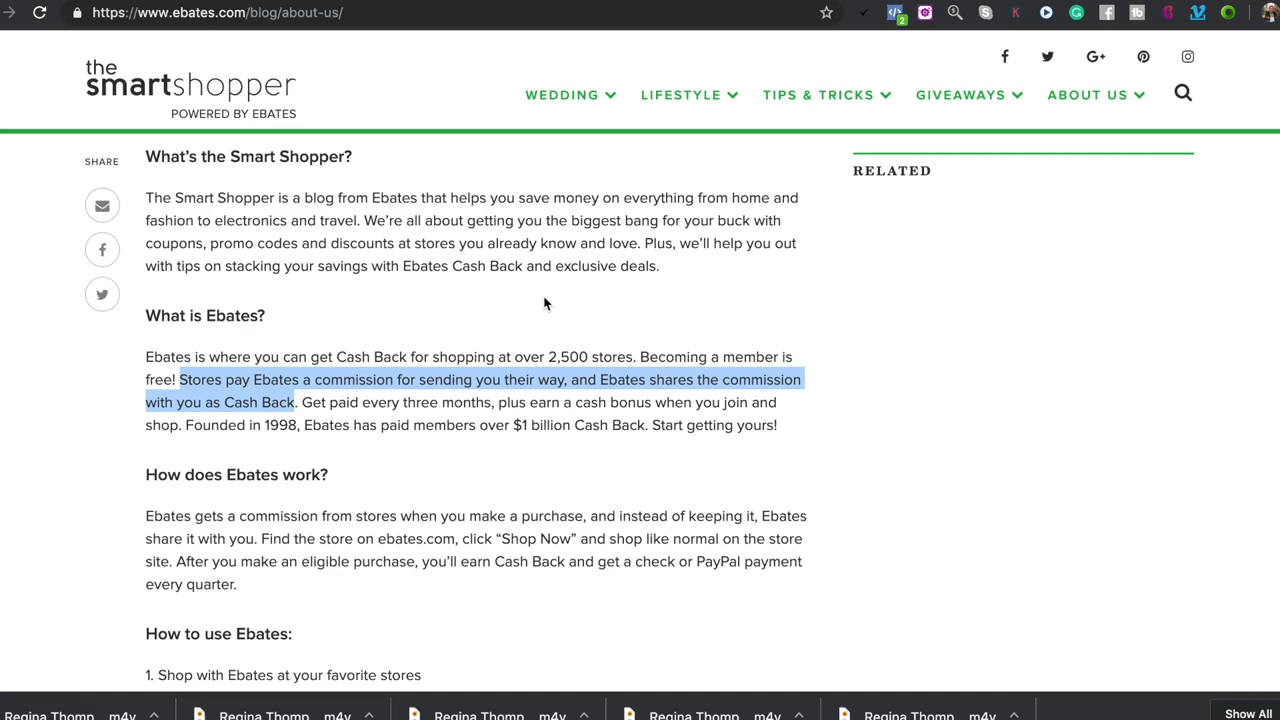 https://www.ebates.com/blog/about-us/
2
the
smartshopper
POWERED BY EBATES
WEDDING
LIFESTYLE
TIPS & TRICKS
GIVEAWAYS
ABOUT US
SHARE
What's the Smart Shopper?
The Smart Shopper is a blog from Ebates that helps you save money on everything from home and
fashion to electronics and travel. We're all about getting you the biggest bang for your buck with
coupons, promo codes and discounts at stores you already know and love. Plus, we'll help you out
with tips on stacking your savings with Ebates Cash Back and exclusive deals.
What is Ebates?
Ebates is where you can get Cash Back for shopping at over 2,500 stores. Becoming a member is
free! Stores pay Ebates a commission for sending you their way, and Ebates shares the commission
with you as Cash Back. Get paid every three months, plus earn a cash bonus when you join and
shop. Founded in 1998, Ebates has paid members over $1 billion Cash Back. Start getting yours!
How does Ebates work?
Ebates gets a commission from stores when you make a purchase, and instead of keeping it, Ebates
share it with you. Find the store on ebates.com, click “Shop Now” and shop like normal on the store
site. After you make an eligible purchase, you'll earn Cash Back and get a check or PayPal payment
every quarter.
How to use Ebates:
1. Shop with Ebates at your favorite stores
RELATED
Regina Thomp....m4v
Regina Thomp....m4v
Regina Thomp....m4v
Regina Thomp....m4v
Regina Thomp....m4v
Show All